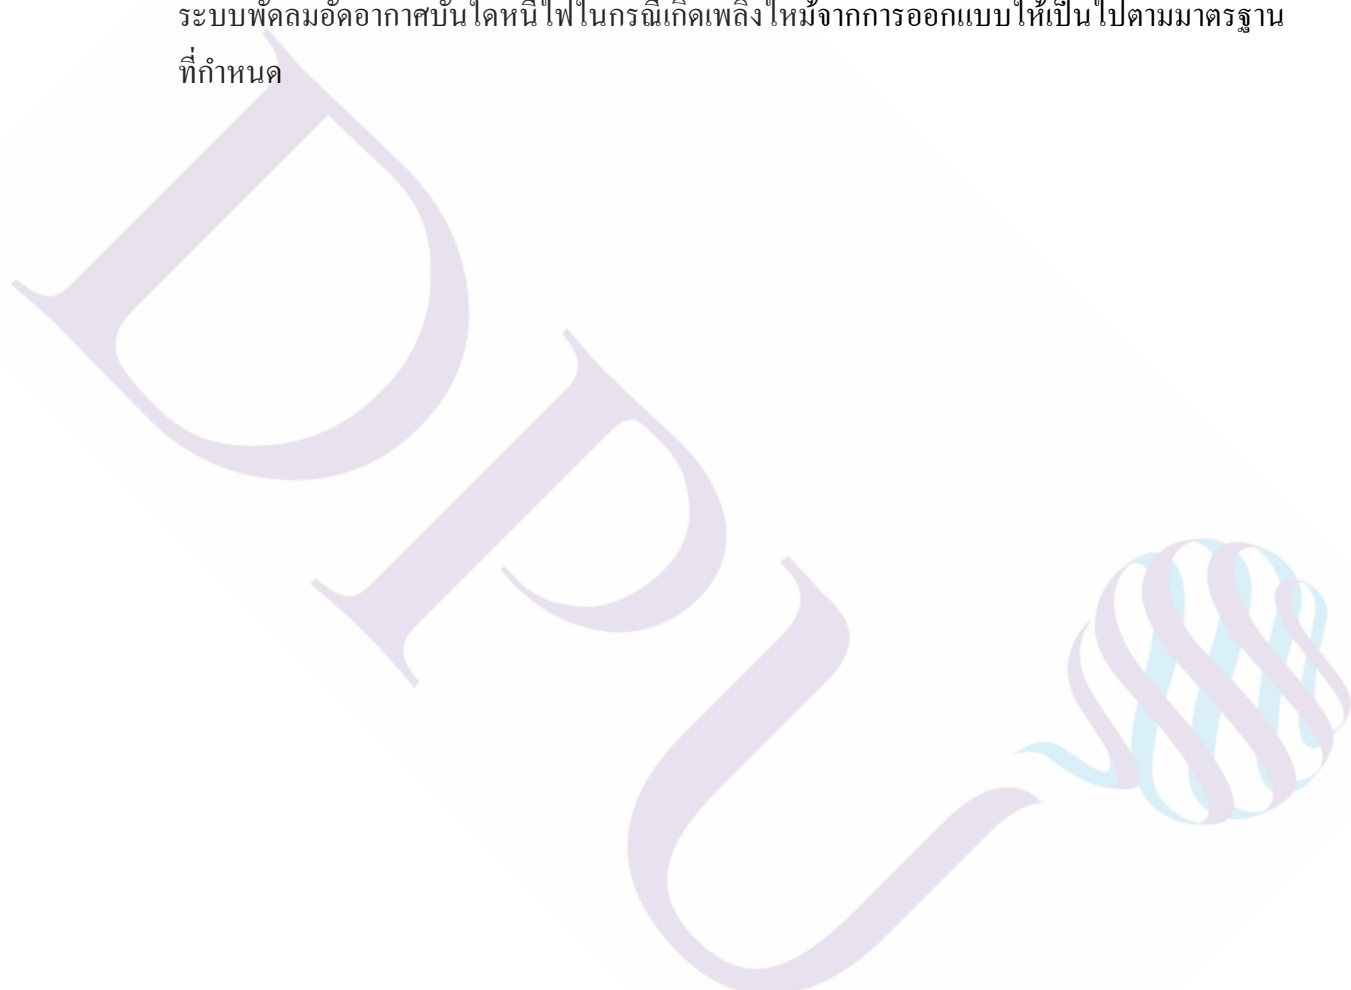 ระบบพัดลมอัดอากาศบันไดหนีไฟในกรณีเกิดเพลิงไหม้จากการออกแบบให้เป็นไปตามมาตรฐาน
ที่กำหนด
DPU